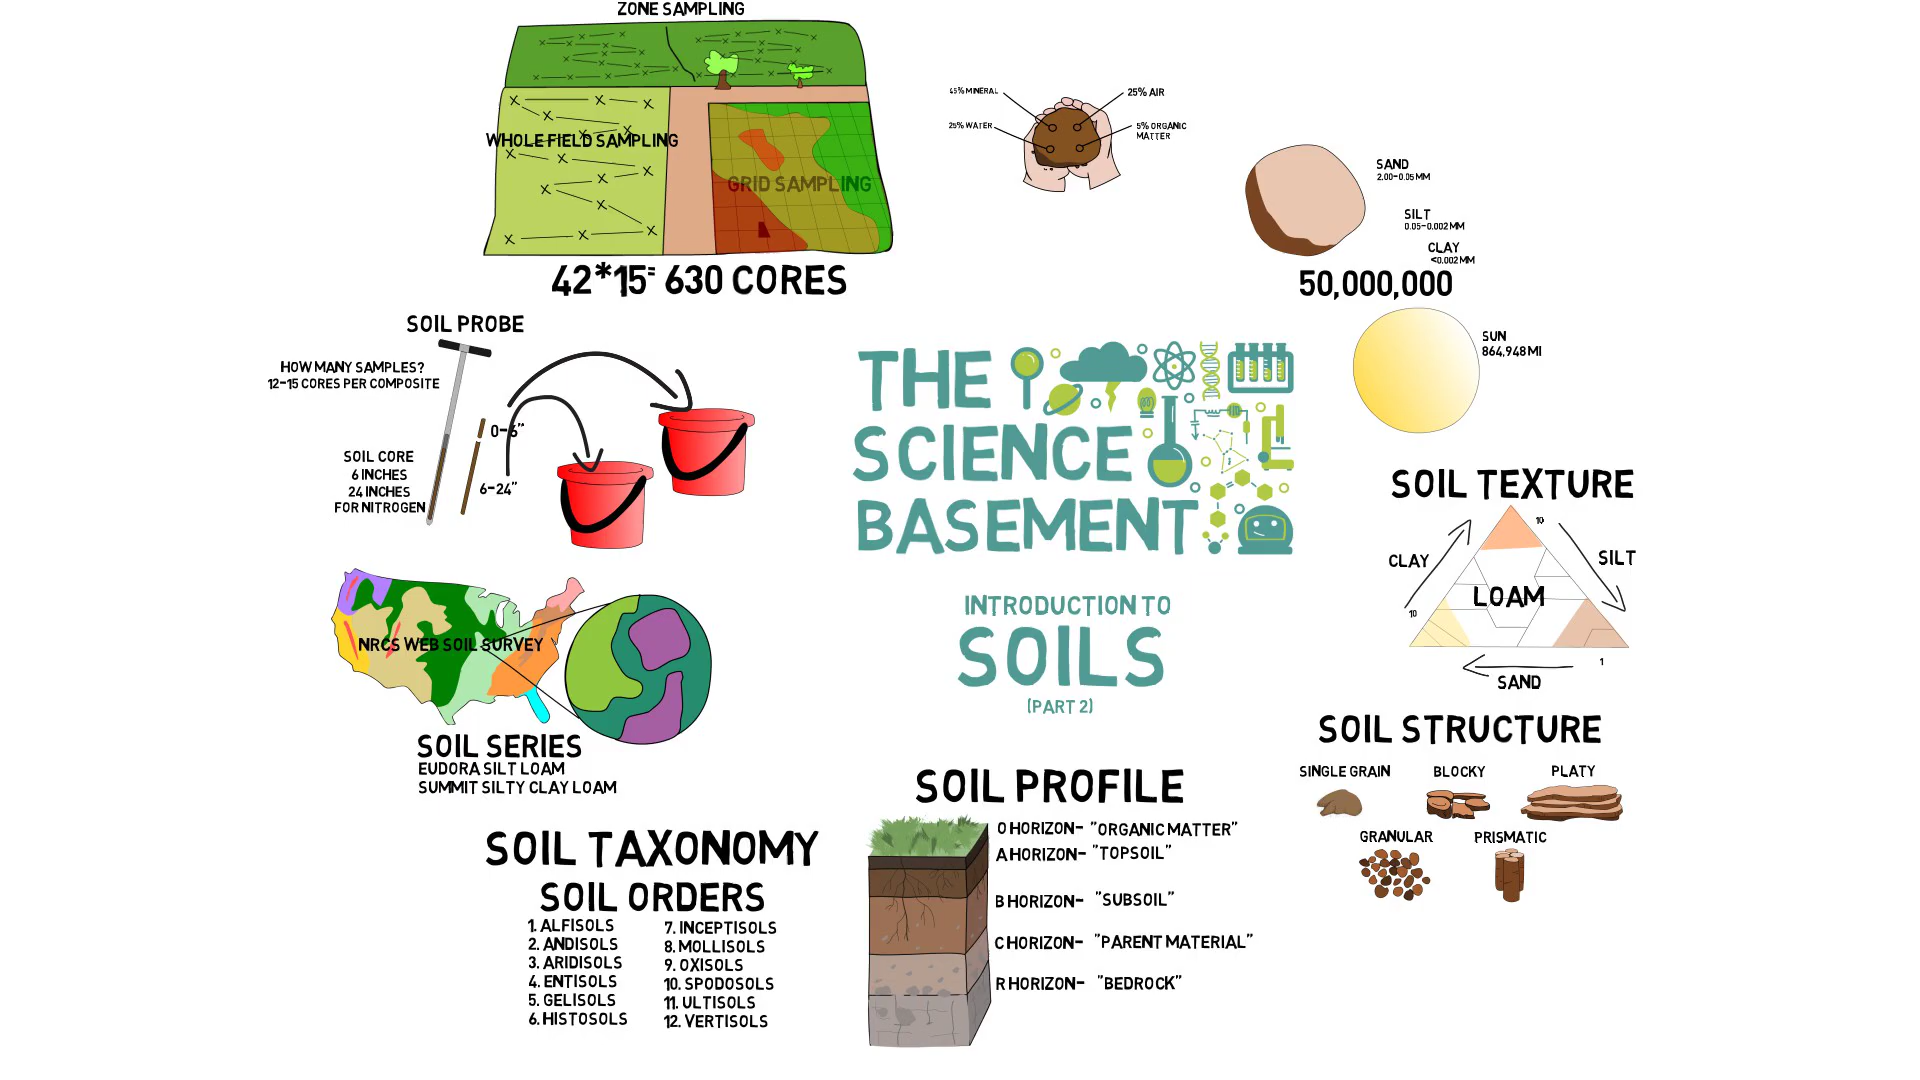 ZONE SAMPLING
WHOLE FIELD SAMPLING
GRID SAMPLING
42*15= 630 CORES
45% MINERAL
25% AIR
25% WATER
5% ORGANIC
MATTER
SAND
2.00-0.05 MM
SILT
0.05-0.002 MM
CLAY
<0.002 MM
50,000,000
SUN
864,948 MI
SOIL PROBE
HOW MANY SAMPLES?
12-15 CORES PER COMPOSITE
0-6"
6-24"
SOIL CORE
6 INCHES
24 INCHES
FOR NITROGEN
THE
SCIENCE
BASEMENT
INTRODUCTION TO
SOILS
(PART 2)
SOIL TEXTURE
10
CLAY
SILT
LOAM
10
1
SAND
NRCS WEB SOIL SURVEY
SOIL SERIES
EUDORA SILT LOAM
SUMMIT SILTY CLAY LOAM
SOIL STRUCTURE
SINGLE GRAIN
BLOCKY
PLATY
GRANULAR
PRISMATIC
SOIL PROFILE
O HORIZON- "ORGANIC MATTER"
A HORIZON- "TOPSOIL"
B HORIZON- "SUBSOIL"
C HORIZON- "PARENT MATERIAL"
R HORIZON- "BEDROCK"
SOIL TAXONOMY
SOIL ORDERS
1. ALFISOLS
2. ANDISOLS
3. ARIDISOLS
4. ENTISOLS
5. GELISOLS
6. HISTOSOLS
7. INCEPTISOLS
8. MOLLISOLS
9. OXISOLS
10. SPODOSOLS
11. ULTISOLS
12. VERTISOLS